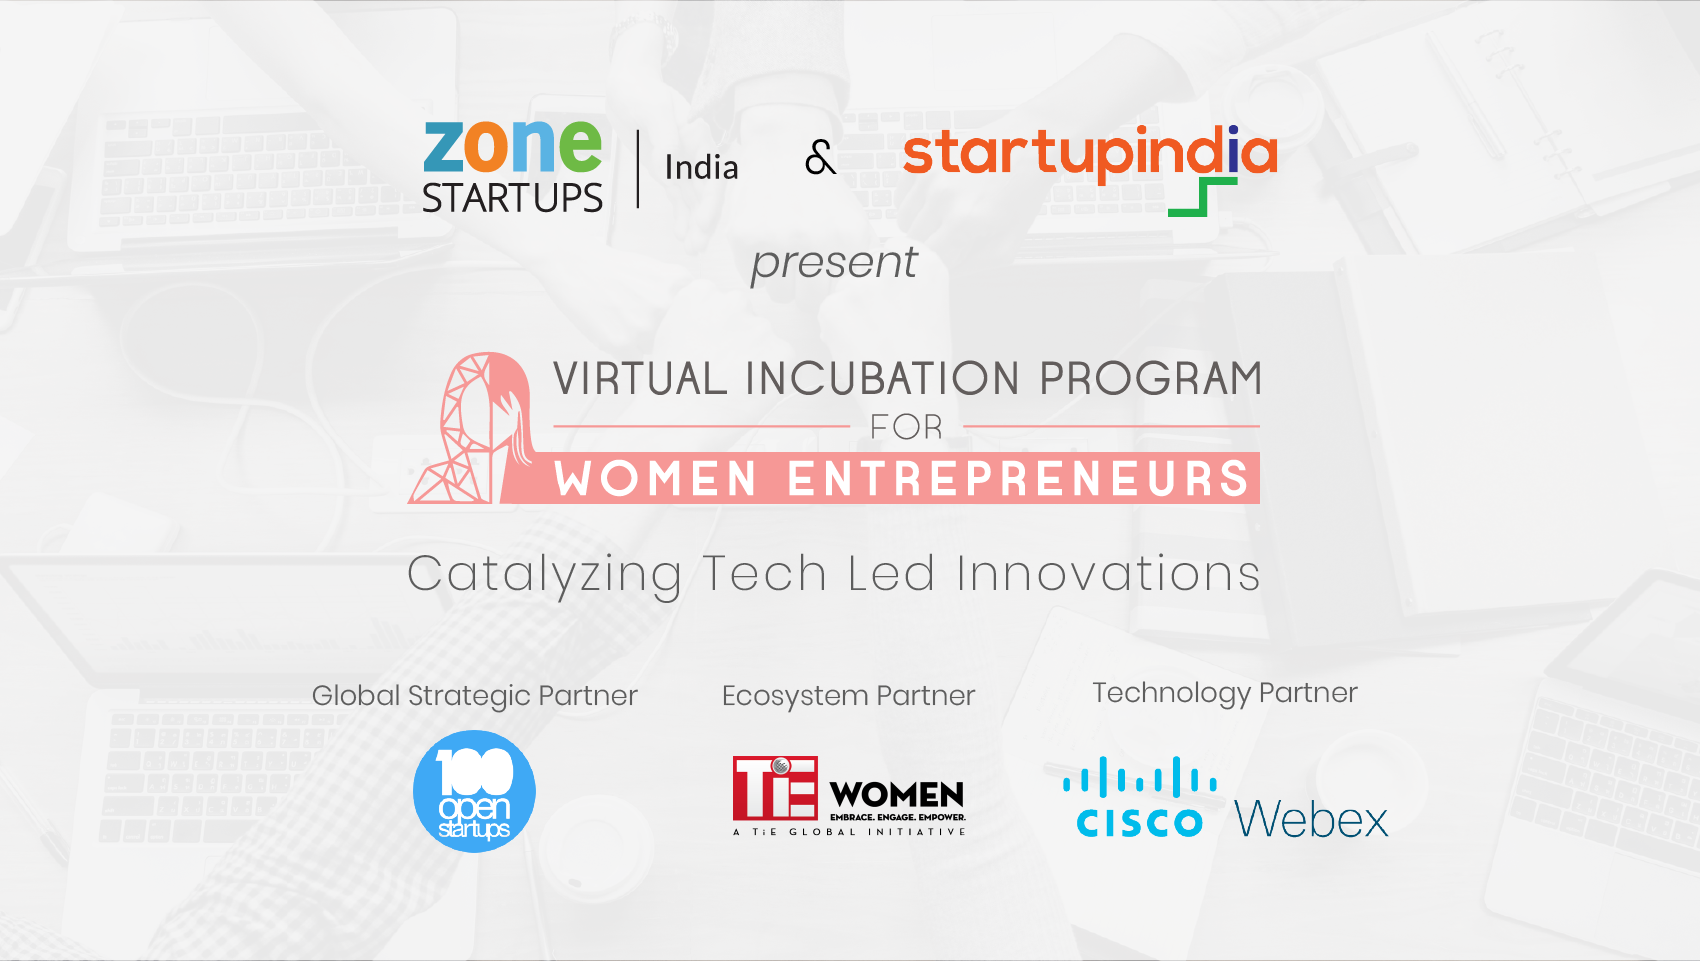 zone
STARTUPS
India
&
startupindia
present
VIRTUAL INCUBATION PROGRAM
FOR
WOMEN ENTREPRENEURS
Catalyzing Tech Led Innovations
Global Strategic Partner
Ecosystem Partner
Technology Partner
100
open
startups
TiE
WOMEN
EMBRACE. ENGAGE. EMPOWER.
A TiE GLOBAL INITIATIVE
CISCO
Webex